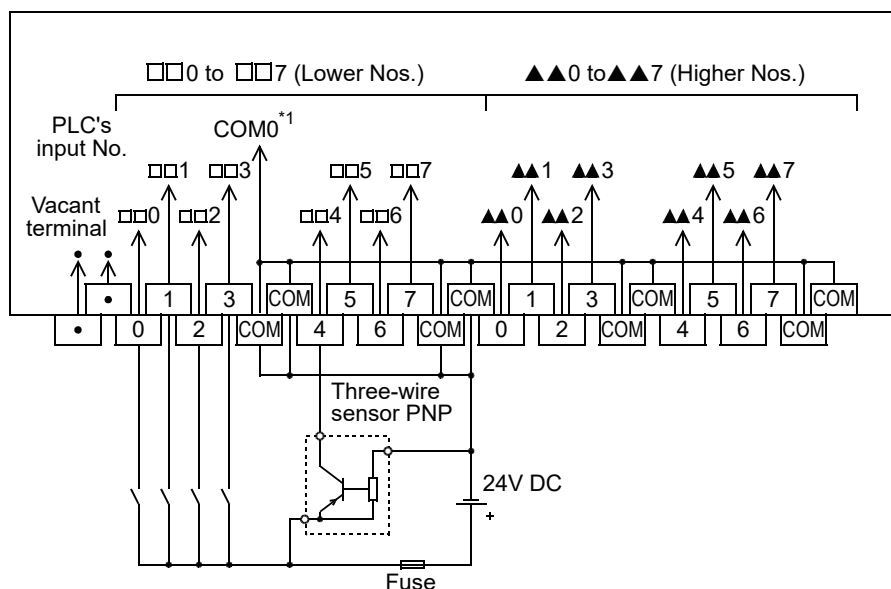 □□0 to □□7 (Lower Nos.)
▲▲0 to▲▲7 (Higher Nos.)
PLC's
input No.
COM0*1
□□1
□□3
□□5
□□7
▲▲1
▲▲3
▲▲5
▲▲7
Vacant
terminal
□□0
□□2
□□4
□□6
▲▲0
▲▲2
▲▲4
▲▲6
• 1 3 COM 5 7 COM 1 3 COM 5 7 COM
• 0 2 COM 4 6 COM 0 2 COM 4 6 COM
Three-wire
sensor PNP
24V DC
+
Fuse